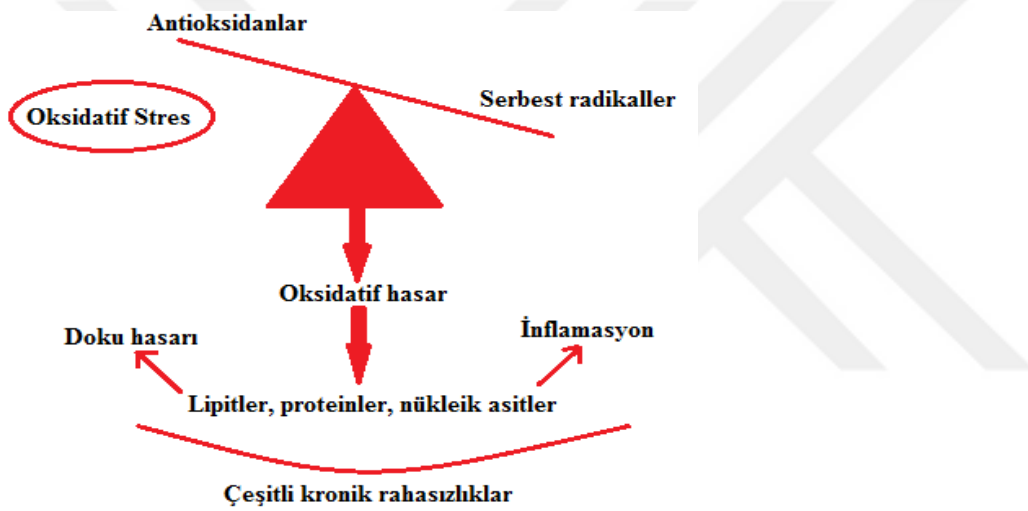 Antioksidanlar
Serbest radikaller
Oksidatif Stres
Oksidatif hasar
Doku hasarı
İnflamasyon
Lipitler, proteinler, nükleik asitler
Çeşitli kronik rahasızlıklar